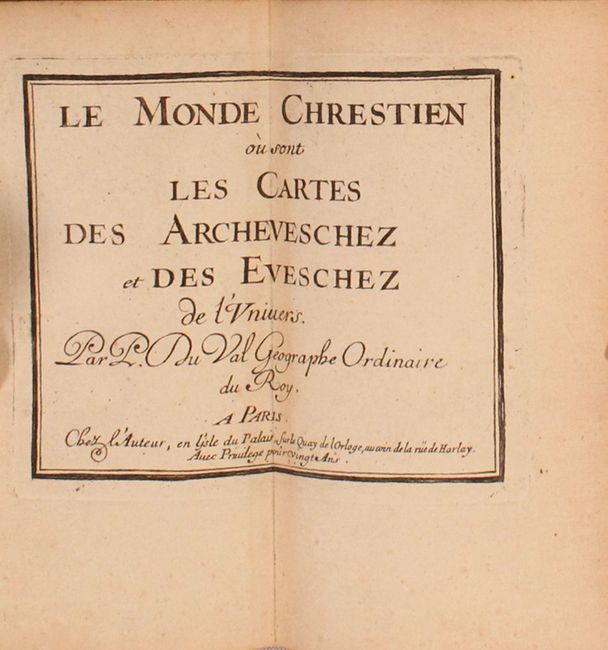 LE MONDE CHRESTIEN
où sont
LES CARTES
DES ARCHEVESCHEZ
et DES EVESCHEZ
de l'Vniuers.
Par P. Du Val Geographe Ordinaire
du Roy.
A PARIS.
Chez l'Auteur, en l'isle du Palais, sur le Quay de l'Orloge, au coin de la rüe de Harlay.
Auec Priuilege pour vingt Ans.